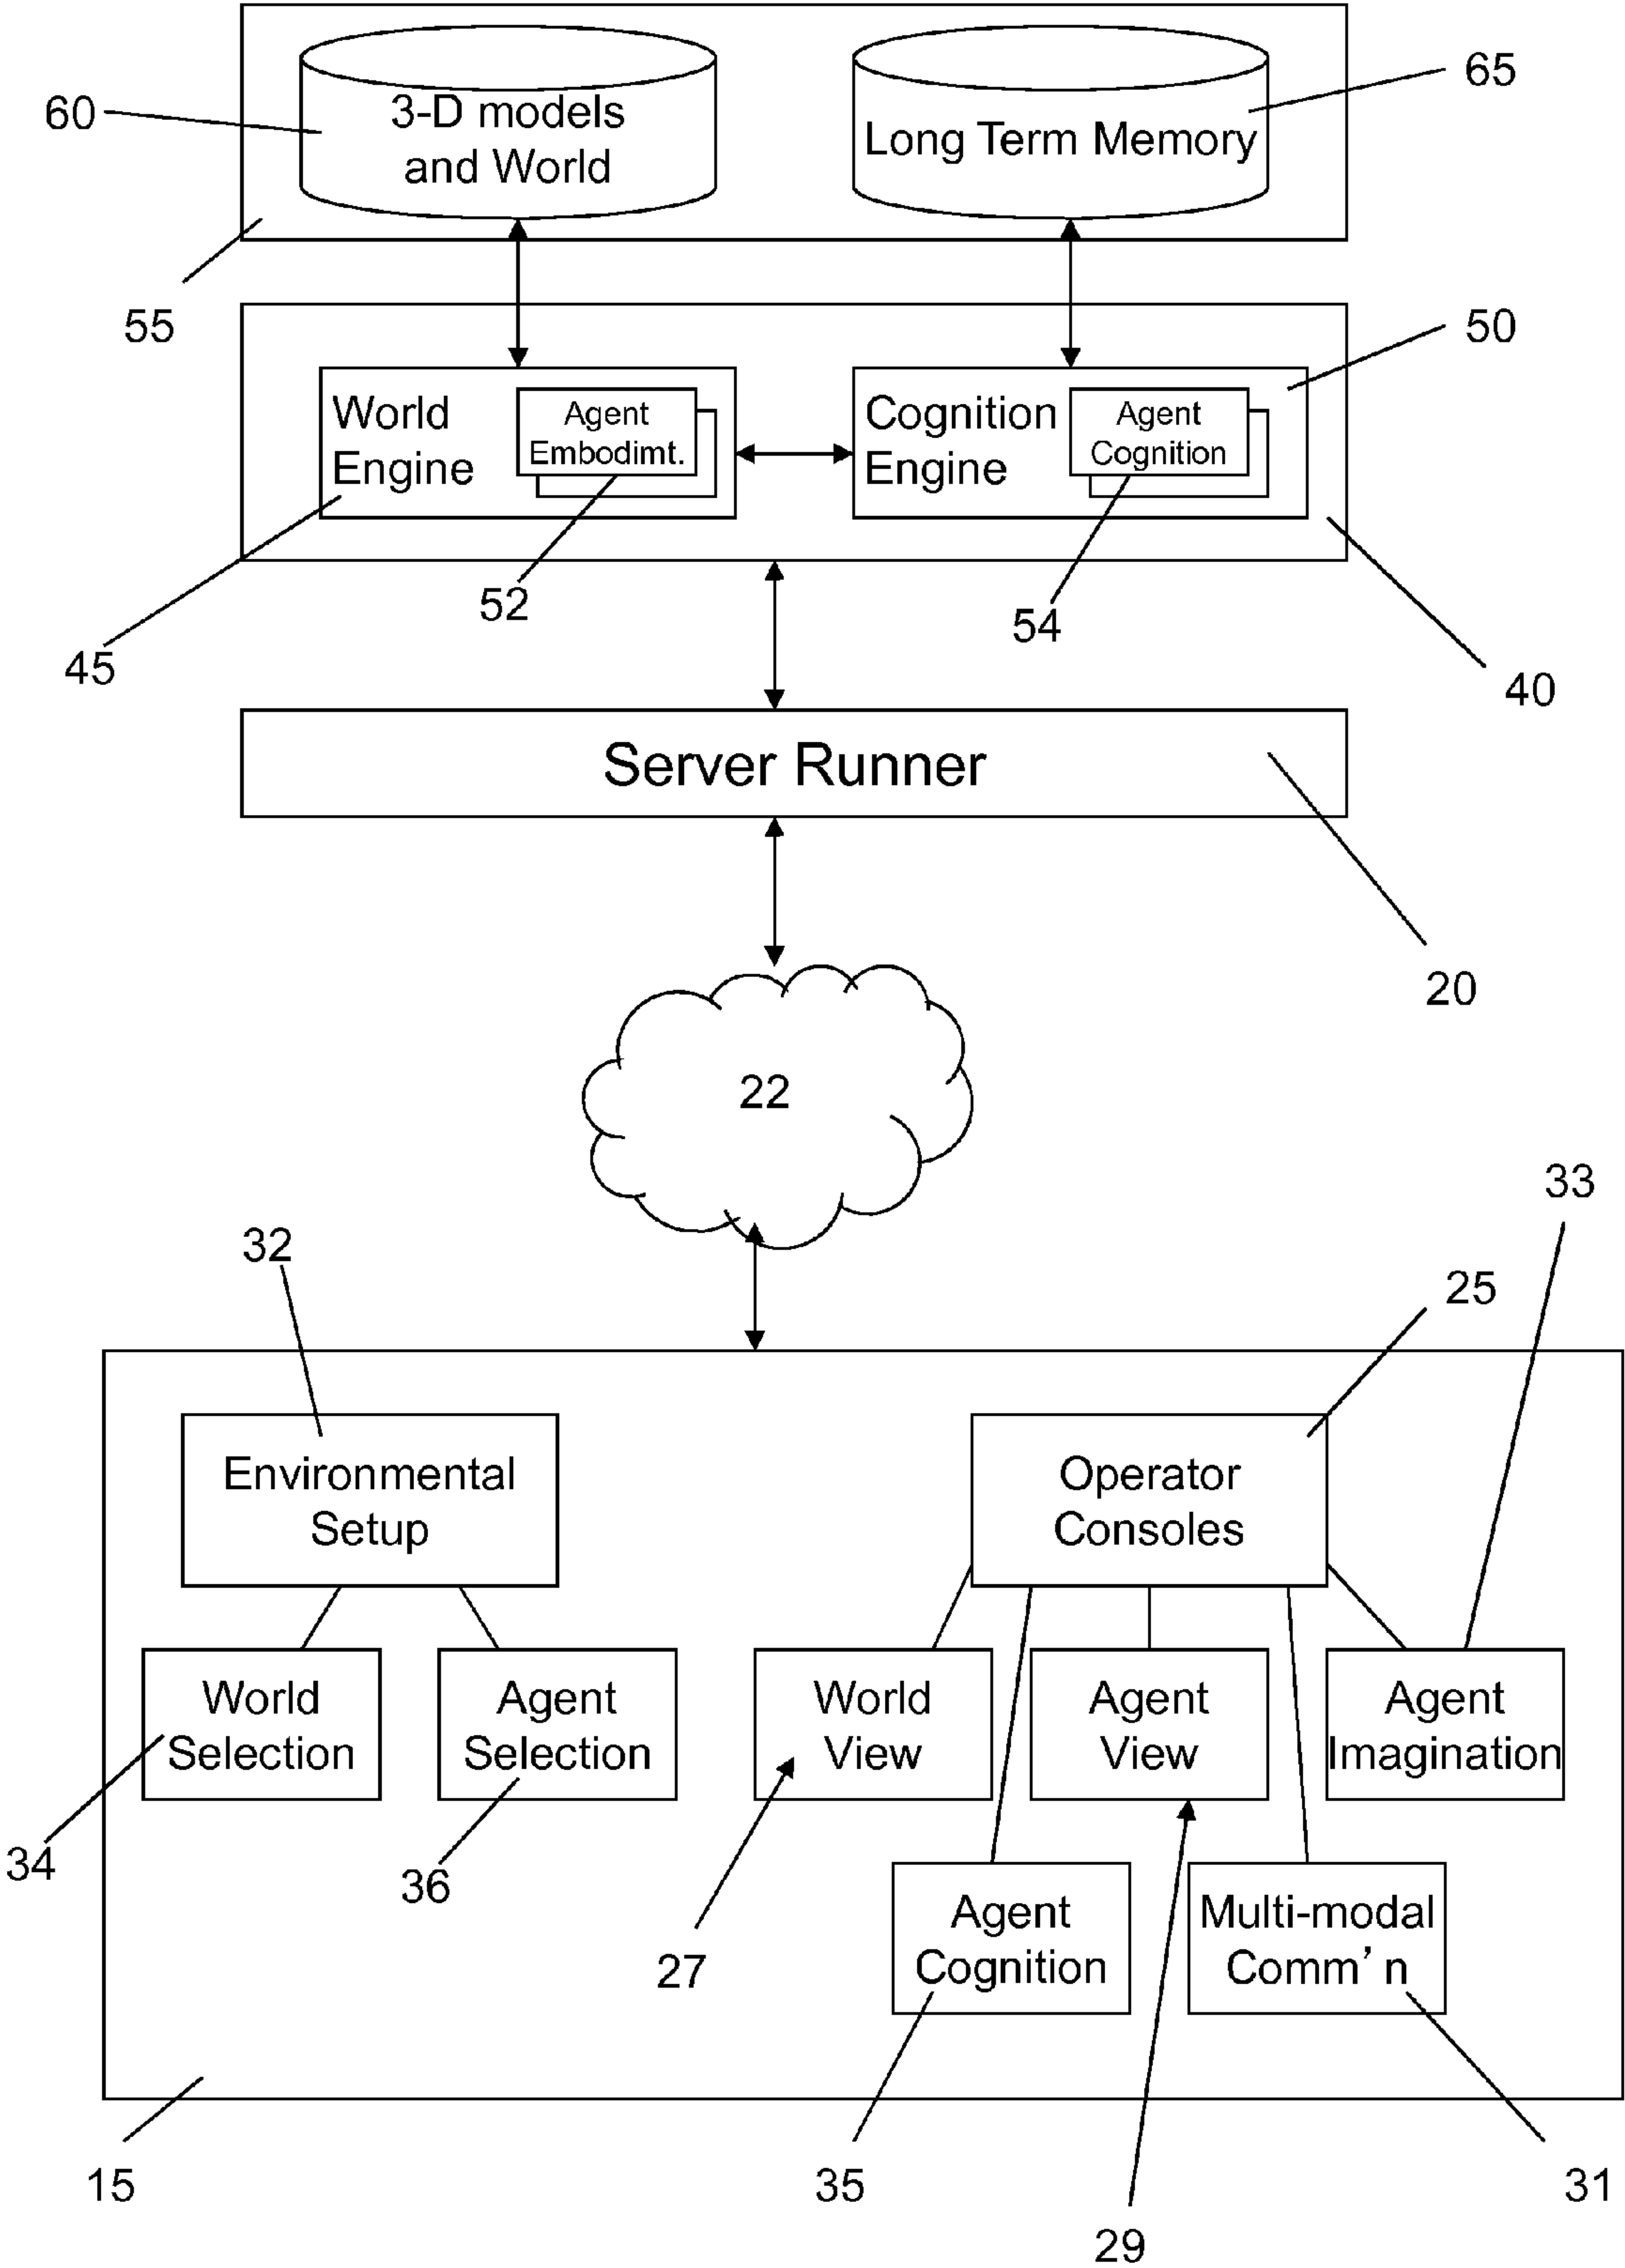 3-D models
and World
Long Term Memory
60
65
55
World
Engine
Agent
Embodimt.
Cognition
Engine
Agent
Cognition
50
52
54
45
40
Server Runner
20
22
33
32
25
Environmental
Setup
Operator
Consoles
World
Selection
Agent
Selection
World
View
Agent
View
Agent
Imagination
34
36
27
Agent
Cognition
Multi-modal
Comm’n
15
35
29
31